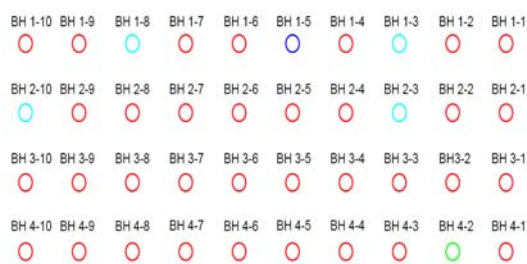 BH 1-10 BH 1-9 BH 1-8 BH 1-7 BH 1-6 BH 1-5 BH 1-4 BH 1-3 BH 1-2 BH 1-1
BH 2-10 BH 2-9 BH 2-8 BH 2-7 BH 2-6 BH 2-5 BH 2-4 BH 2-3 BH 2-2 BH 2-1
BH 3-10 BH 3-9 BH 3-8 BH 3-7 BH 3-6 BH 3-5 BH 3-4 BH 3-3 BH3-2 BH 3-1
BH 4-10 BH 4-9 BH 4-8 BH 4-7 BH 4-6 BH 4-5 BH 4-4 BH 4-3 BH 4-2 BH 4-1